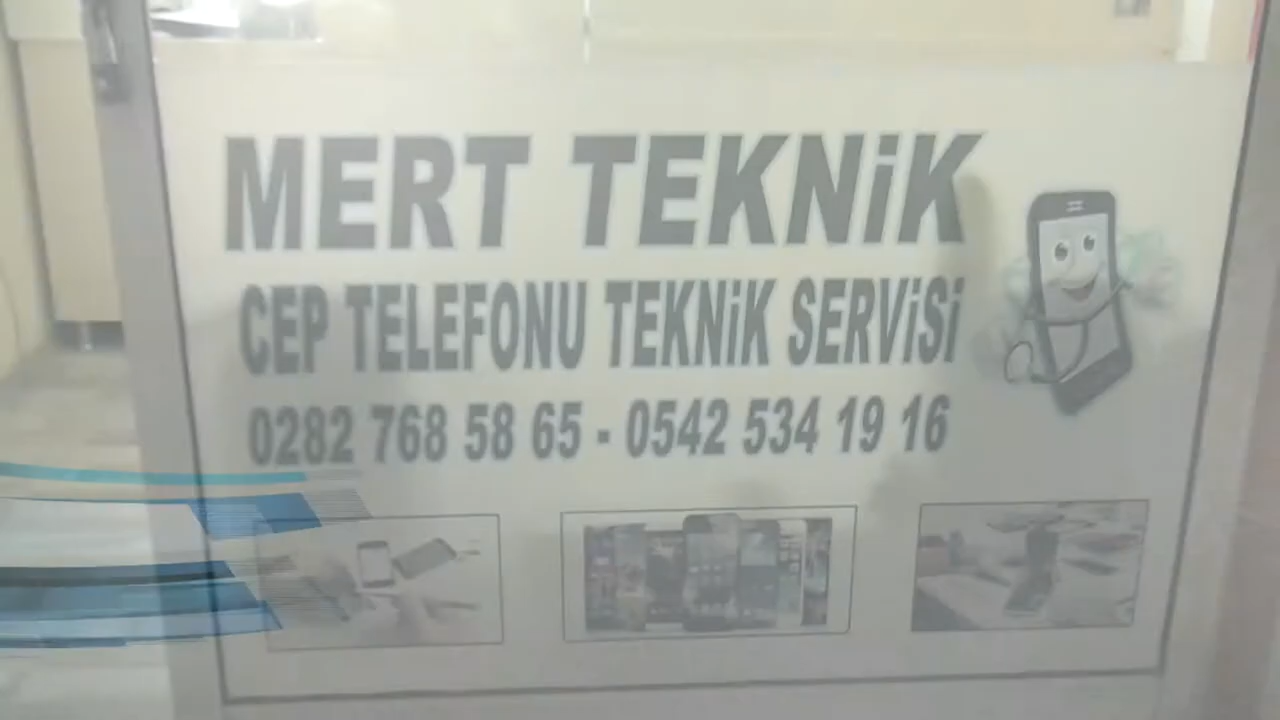 MERT TEKNiK
CEP TELEFONU TEKNiK SERViSi
0282 768 58 65 - 0542 534 19 16